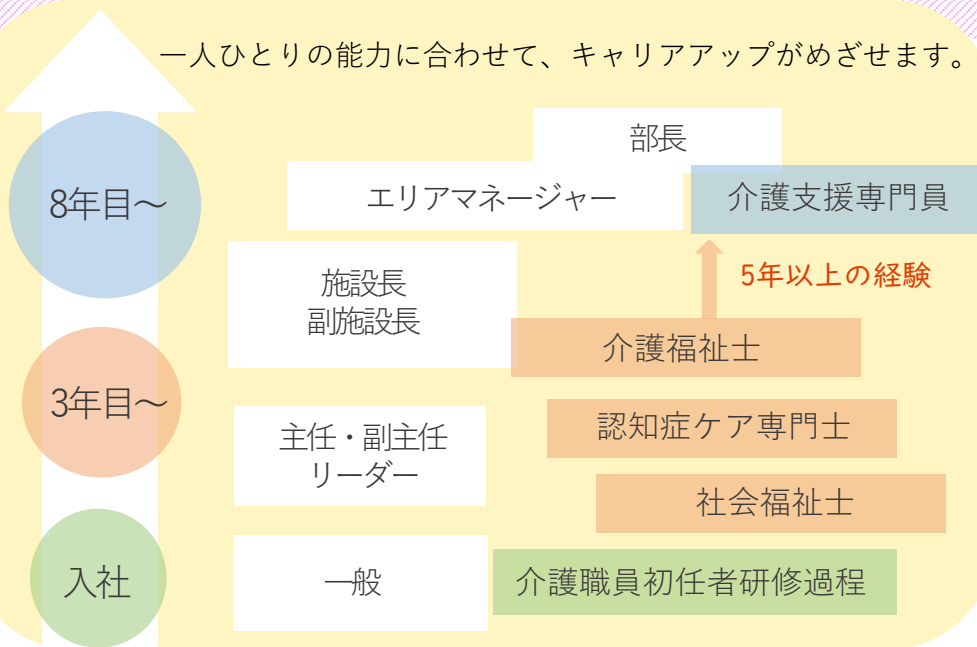 一人ひとりの能力に合わせて、キャリアアップがめざせます。
部長
8年目～
エリアマネージャー
介護支援専門員
施設長
副施設長
5年以上の経験
介護福祉士
3年目～
主任・副主任
リーダー
認知症ケア専門士
社会福祉士
入社
一般
介護職員初任者研修過程